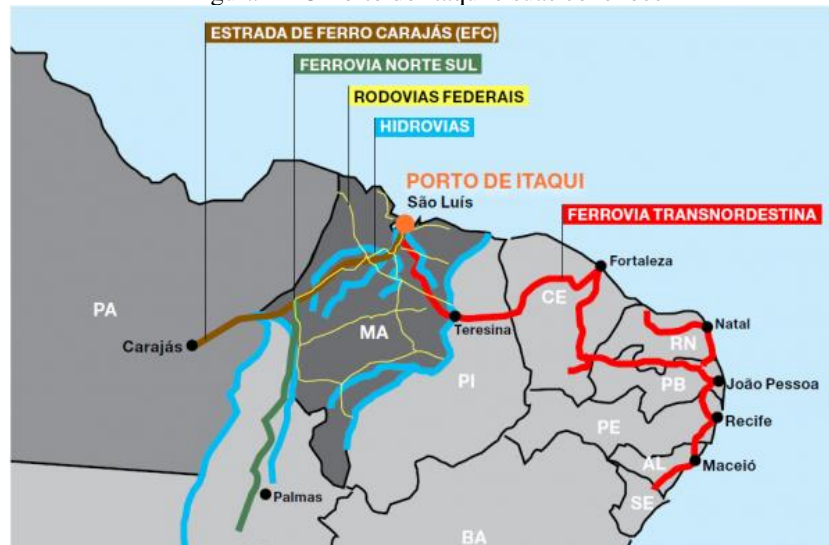 ESTRADA DE FERRO CARAJÁS (EFC)
FERROVIA NORTE SUL
RODOVIAS FEDERAIS
HIDROVIAS
PORTO DE ITAQUI
São Luís
FERROVIA TRANSNORDESTINA
Fortaleza
PA
CE
Natal
Carajás
MA
Teresina
RN
PI
PB
João Pessoa
PE
Recife
AL
Maceió
Palmas
SE
BA